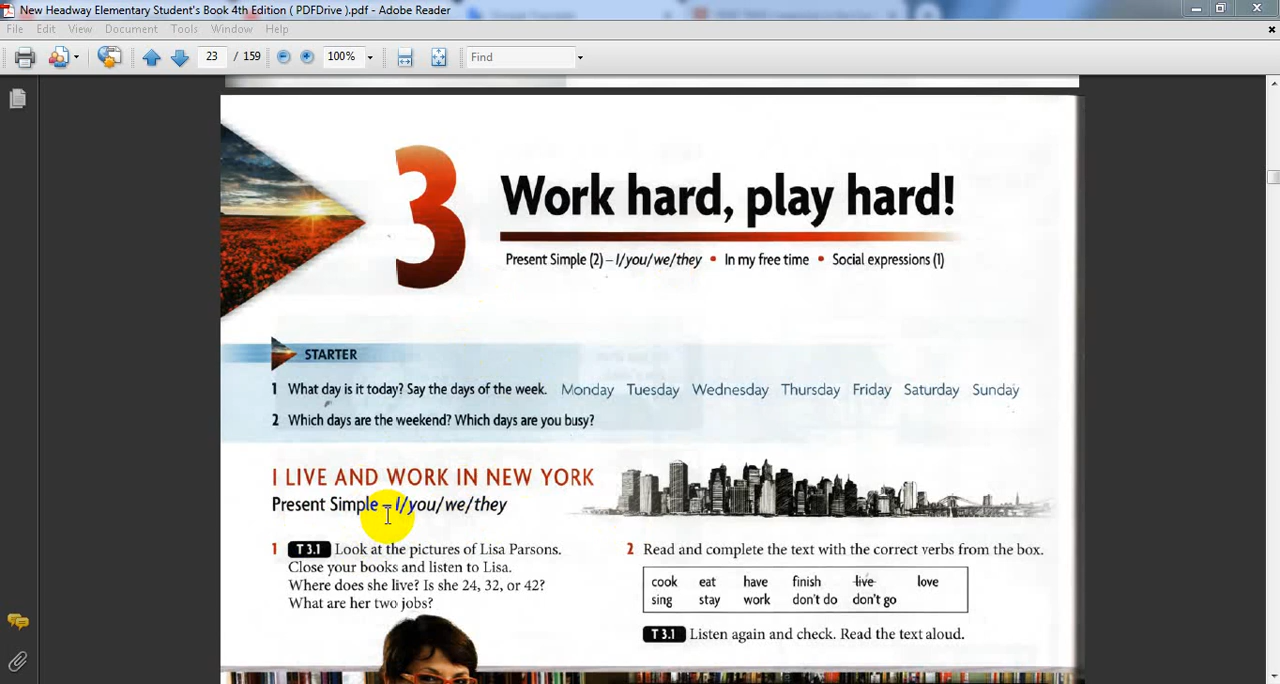 New Headway Elementary Student's Book 4th Edition ( PDFDrive ).pdf - Adobe Reader
File Edit View Document Tools Window Help
23 / 159 100% Find
3
Work hard, play hard!
Present Simple (2) – I/you/we/they • In my free time • Social expressions (1)
STARTER
1 What day is it today? Say the days of the week. Monday Tuesday Wednesday Thursday Friday Saturday Sunday
2 Which days are the weekend? Which days are you busy?
I LIVE AND WORK IN NEW YORK
Present Simple – I/you/we/they
1 T 3.1 Look at the pictures of Lisa Parsons.
Close your books and listen to Lisa.
Where does she live? Is she 24, 32, or 42?
What are her two jobs?
2 Read and complete the text with the correct verbs from the box.
cook eat have finish live love
sing stay work don't do don't go
T 3.1 Listen again and check. Read the text aloud.